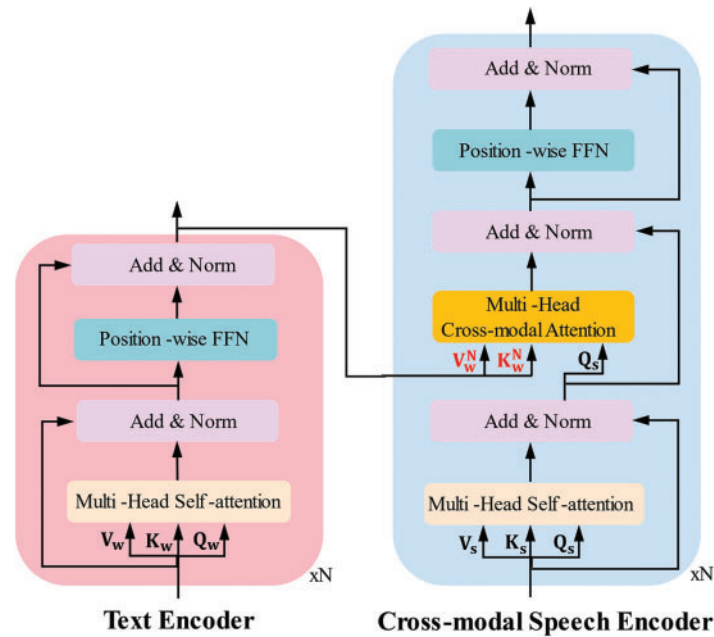 Add & Norm
Position -wise FFN
Add & Norm
Multi -Head Self -attention
V_w K_w Q_w
xN
Text Encoder
Add & Norm
Position -wise FFN
Add & Norm
Multi -Head
Cross-modal Attention
V_w^N K_w^N Q_s
Add & Norm
Multi -Head Self -attention
V_s K_s Q_s
xN
Cross-modal Speech Encoder